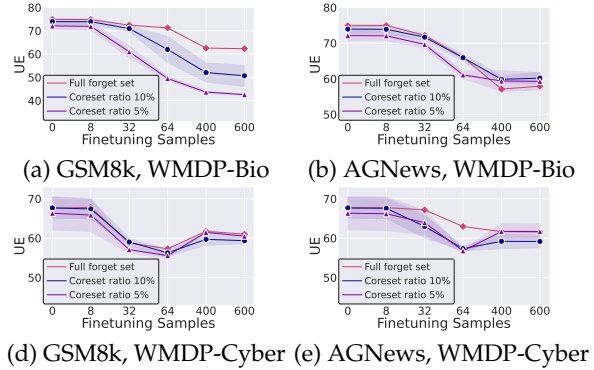 80
70
60
50
40
UE
Full forget set
Coreset ratio 10%
Coreset ratio 5%
0 8 32 64 400 600
Finetuning Samples
(a) GSM8k, WMDP-Bio
80
70
60
50
UE
Full forget set
Coreset ratio 10%
Coreset ratio 5%
0 8 32 64 400 600
Finetuning Samples
(b) AGNews, WMDP-Bio
70
60
50
UE
Full forget set
Coreset ratio 10%
Coreset ratio 5%
0 8 32 64 400 600
Finetuning Samples
(d) GSM8k, WMDP-Cyber
70
60
50
UE
Full forget set
Coreset ratio 10%
Coreset ratio 5%
0 8 32 64 400 600
Finetuning Samples
(e) AGNews, WMDP-Cyber